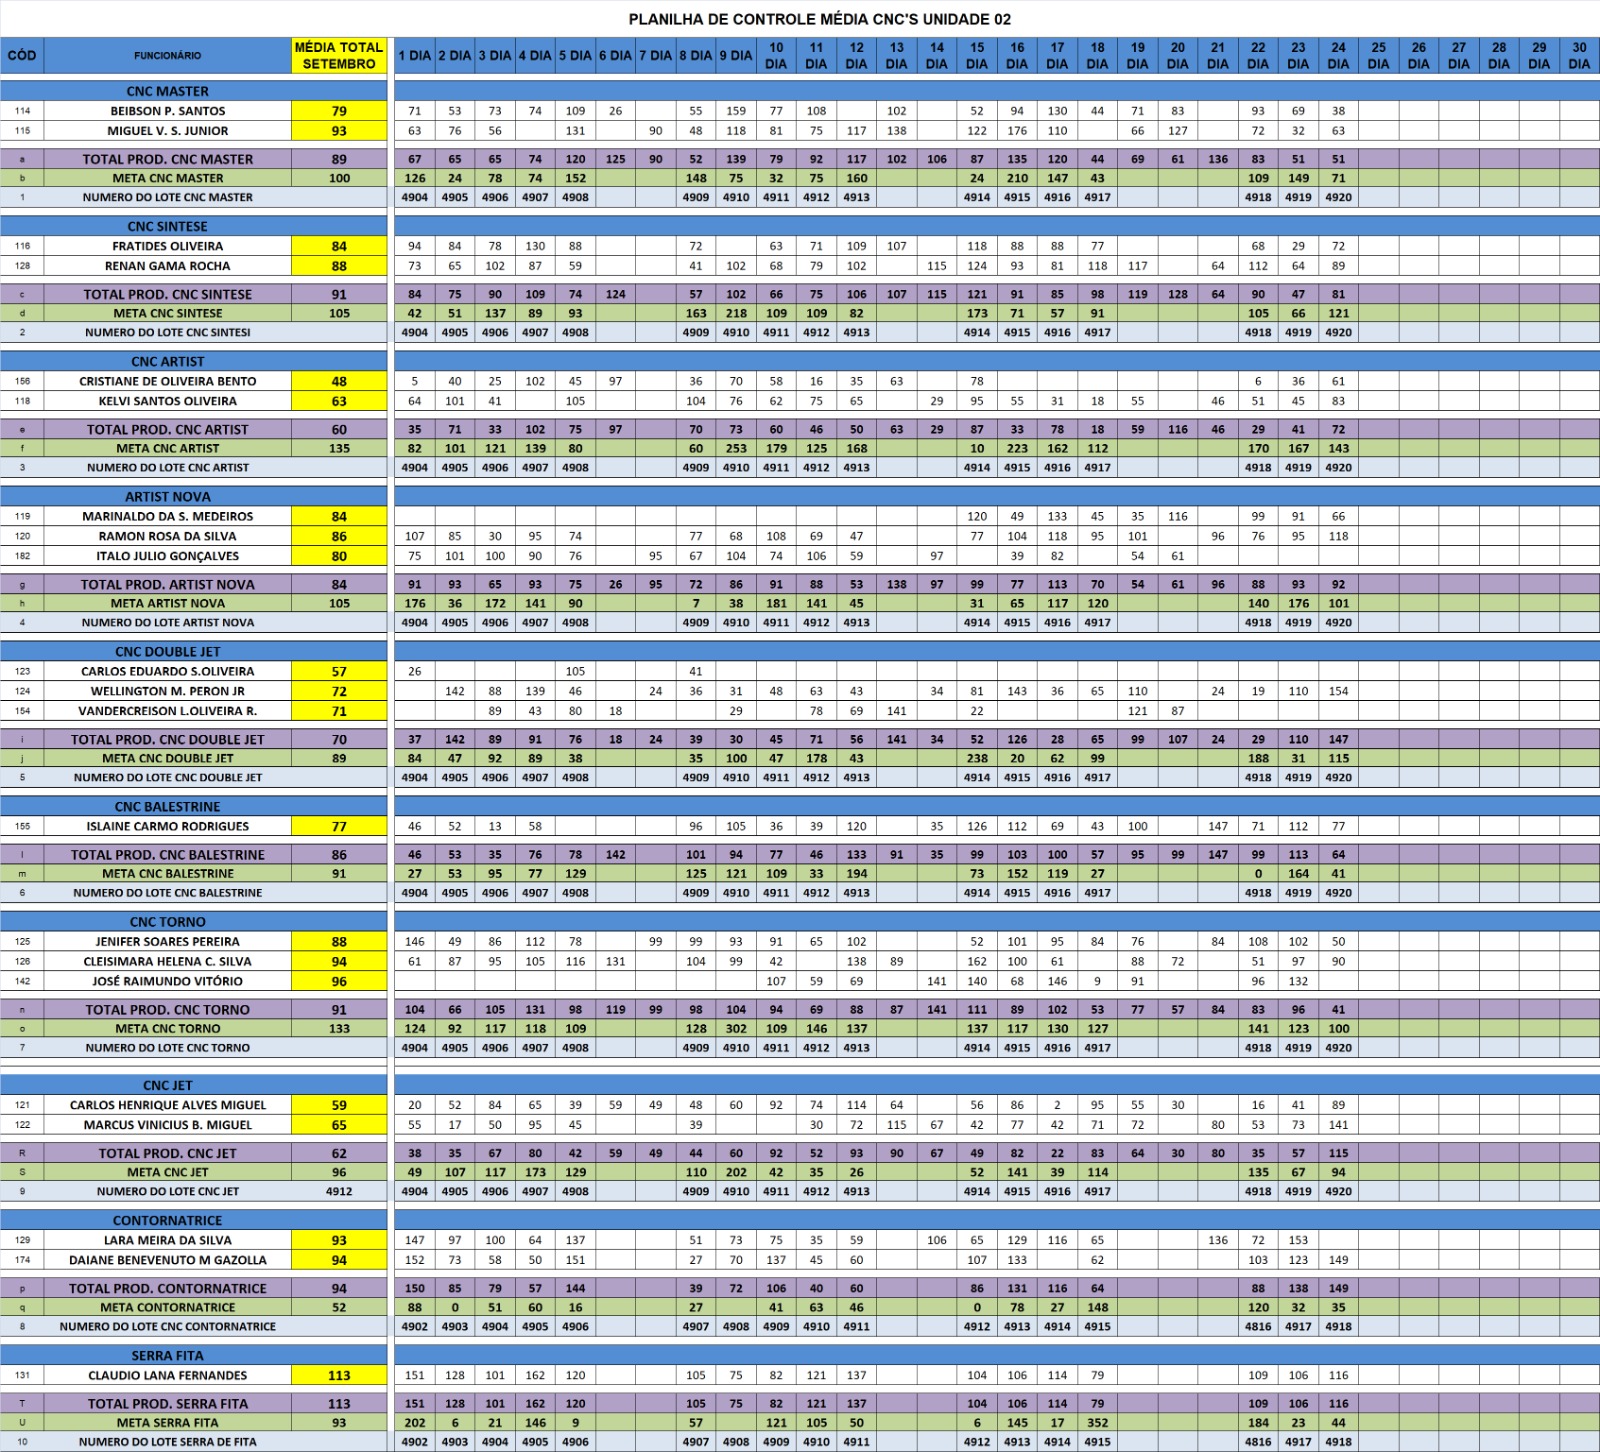 PLANILHA DE CONTROLE MÉDIA CNC'S UNIDADE 02
CÓD FUNCIONÁRIO MÉDIA TOTAL SETEMBRO 1 DIA 2 DIA 3 DIA 4 DIA 5 DIA 6 DIA 7 DIA 8 DIA 9 DIA 10 DIA 11 DIA 12 DIA 13 DIA 14 DIA 15 DIA 16 DIA 17 DIA 18 DIA 19 DIA 20 DIA 21 DIA 22 DIA 23 DIA 24 DIA 25 DIA 26 DIA 27 DIA 28 DIA 29 DIA 30 DIA
CNC MASTER
114 BEIBSON P. SANTOS 79 71 53 73 74 109 26 55 159 77 108 102 52 94 130 44 71 83 93 69 38
115 MIGUEL V. S. JUNIOR 93 63 76 56 131 90 48 118 81 75 117 138 122 176 110 66 127 72 32 63
a TOTAL PROD. CNC MASTER 89 67 65 65 74 120 125 90 52 139 79 92 117 102 106 87 135 120 44 69 61 136 83 51 51
b META CNC MASTER 100 126 24 78 74 152 148 75 32 75 160 24 210 147 43 109 149 71
1 NUMERO DO LOTE CNC MASTER 4904 4905 4906 4907 4908 4909 4910 4911 4912 4913 4914 4915 4916 4917 4918 4919 4920
CNC SINTESE
116 FRATIDES OLIVEIRA 84 94 84 78 130 88 72 63 71 109 107 118 88 88 77 68 29 72
128 RENAN GAMA ROCHA 88 73 65 102 87 59 41 102 68 79 102 115 124 93 81 118 117 64 112 64 89
c TOTAL PROD. CNC SINTESE 91 84 75 90 109 74 124 57 102 66 75 106 107 115 121 91 85 98 119 128 64 90 47 81
d META CNC SINTESE 105 42 51 137 89 93 163 218 109 109 82 173 71 57 91 105 66 121
2 NUMERO DO LOTE CNC SINTESI 4904 4905 4906 4907 4908 4909 4910 4911 4912 4913 4914 4915 4916 4917 4918 4919 4920
CNC ARTIST
156 CRISTIANE DE OLIVEIRA BENTO 48 5 40 25 102 45 97 36 70 58 16 35 63 78 6 36 61
118 KELVI SANTOS OLIVEIRA 63 64 101 41 105 104 76 62 75 65 29 95 55 31 18 55 46 51 45 83
e TOTAL PROD. CNC ARTIST 60 35 71 33 102 75 97 70 73 60 46 50 63 29 87 33 78 18 59 116 46 29 41 72
f META CNC ARTIST 135 82 101 121 139 80 60 253 179 125 168 10 223 162 112 170 167 143
3 NUMERO DO LOTE CNC ARTIST 4904 4905 4906 4907 4908 4909 4910 4911 4912 4913 4914 4915 4916 4917 4918 4919 4920
ARTIST NOVA
119 MARINALDO DA S. MEDEIROS 84 120 49 133 45 35 116 99 91 66
120 RAMON ROSA DA SILVA 86 107 85 30 95 74 77 68 108 69 47 77 104 118 95 101 96 76 95 118
182 ITALO JULIO GONÇALVES 80 75 101 100 90 76 95 67 104 74 106 59 97 39 82 54 61
g TOTAL PROD. ARTIST NOVA 84 91 93 65 93 75 26 95 72 86 91 88 53 138 97 99 77 113 70 54 61 96 88 93 92
h META ARTIST NOVA 105 176 36 172 141 90 7 38 181 141 45 31 65 117 120 140 176 101
4 NUMERO DO LOTE ARTIST NOVA 4904 4905 4906 4907 4908 4909 4910 4911 4912 4913 4914 4915 4916 4917 4918 4919 4920
CNC DOUBLE JET
123 CARLOS EDUARDO S.OLIVEIRA 57 26 105 41
124 WELLINGTON M. PERON JR 72 142 88 139 46 24 36 31 48 63 43 34 81 143 36 65 110 24 19 110 154
154 VANDERCREISON L.OLIVEIRA R. 71 89 43 80 18 29 78 69 141 22 121 87
i TOTAL PROD. CNC DOUBLE JET 70 37 142 89 91 76 18 24 39 30 45 71 56 141 34 52 126 28 65 99 107 24 29 110 147
j META CNC DOUBLE JET 89 84 47 92 89 38 35 100 47 178 43 238 20 62 99 188 31 115
5 NUMERO DO LOTE CNC DOUBLE JET 4904 4905 4906 4907 4908 4909 4910 4911 4912 4913 4914 4915 4916 4917 4918 4919 4920
CNC BALESTRINE
155 ISLAINE CARMO RODRIGUES 77 46 52 13 58 96 105 36 39 120 35 126 112 69 43 100 147 71 112 77
l TOTAL PROD. CNC BALESTRINE 86 46 53 35 76 78 142 101 94 77 46 133 91 35 99 103 100 57 95 99 147 99 113 64
m META CNC BALESTRINE 91 27 53 95 77 129 125 121 109 33 194 73 152 119 27 0 164 41
6 NUMERO DO LOTE CNC BALESTRINE 4904 4905 4906 4907 4908 4909 4910 4911 4912 4913 4914 4915 4916 4917 4918 4919 4920
CNC TORNO
125 JENIFER SOARES PEREIRA 88 146 49 86 112 78 99 99 93 91 65 102 52 101 95 84 76 84 108 102 50
126 CLEISIMARA HELENA C. SILVA 94 61 87 95 105 116 131 104 99 42 138 89 162 100 61 88 72 51 97 90
142 JOSÉ RAIMUNDO VITÓRIO 96 107 59 69 141 140 68 146 9 91 96 132
n TOTAL PROD. CNC TORNO 91 104 66 105 131 98 119 99 98 104 94 69 88 87 141 111 89 102 53 77 57 84 83 96 41
o META CNC TORNO 133 124 92 117 118 109 128 302 109 146 137 137 117 130 127 141 123 100
7 NUMERO DO LOTE CNC TORNO 4904 4905 4906 4907 4908 4909 4910 4911 4912 4913 4914 4915 4916 4917 4918 4919 4920
CNC JET
121 CARLOS HENRIQUE ALVES MIGUEL 59 20 52 84 65 39 59 49 48 60 92 74 114 64 56 86 2 95 55 30 16 41 89
122 MARCUS VINICIUS B. MIGUEL 65 55 17 50 95 45 39 30 72 115 67 42 77 42 71 72 80 53 73 141
R TOTAL PROD. CNC JET 62 38 35 67 80 42 59 49 44 60 92 52 93 90 67 49 82 22 83 64 30 80 35 57 115
S META CNC JET 96 49 107 117 173 129 110 202 42 35 26 52 141 39 114 135 67 94
9 NUMERO DO LOTE CNC JET 4912 4904 4905 4906 4907 4908 4909 4910 4911 4912 4913 4914 4915 4916 4917 4918 4919 4920
CONTORNATRICE
129 LARA MEIRA DA SILVA 93 147 97 100 64 137 51 73 75 35 59 106 65 129 116 65 136 72 153
174 DAIANE BENEVENUTO M GAZOLLA 94 152 73 58 50 151 27 70 137 45 60 107 133 62 103 123 149
p TOTAL PROD. CONTORNATRICE 94 150 85 79 57 144 39 72 106 40 60 86 131 116 64 88 138 149
q META CONTORNATRICE 52 88 0 51 60 16 27 41 63 46 0 78 27 148 120 32 35
8 NUMERO DO LOTE CNC CONTORNATRICE 4902 4903 4904 4905 4906 4907 4908 4909 4910 4911 4912 4913 4914 4915 4816 4917 4918
SERRA FITA
131 CLAUDIO LANA FERNANDES 113 151 128 101 162 120 105 75 82 121 137 104 106 114 79 109 106 116
T TOTAL PROD. SERRA FITA 113 151 128 101 162 120 105 75 82 121 137 104 106 114 79 109 106 116
U META SERRA FITA 93 202 6 21 146 9 57 121 105 50 6 145 17 352 184 23 44
10 NUMERO DO LOTE SERRA DE FITA 4902 4903 4904 4905 4906 4907 4908 4909 4910 4911 4912 4913 4914 4915 4816 4917 4918